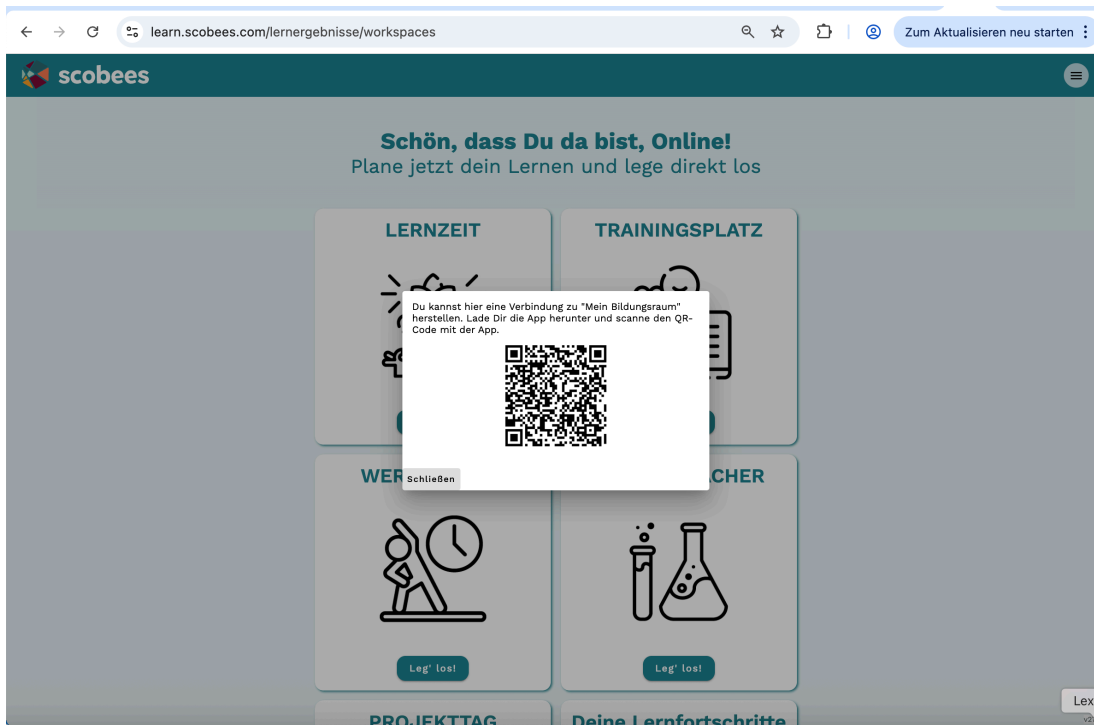 learn.scobees.com/lernergebnisse/workspaces
Zum Aktualisieren neu starten
scobees
Schön, dass Du da bist, Online!
Plane jetzt dein Lernen und lege direkt los
LERNZEIT
TRAININGSPLATZ
Du kannst hier eine Verbindung zu "Mein Bildungsraum"
herstellen. Lade Dir die App herunter und scanne den QR-
Code mit der App.
Schließen
WER
CHER
Leg' los!
Leg' los!
PROJEKTTAG
Deine Lernfortschritte
Lex